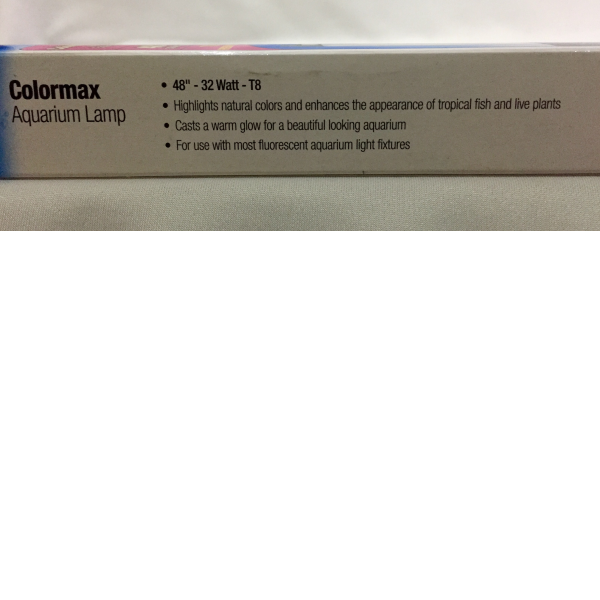 Colormax
Aquarium Lamp
• 48" - 32 Watt - T8
• Highlights natural colors and enhances the appearance of tropical fish and live plants
• Casts a warm glow for a beautiful looking aquarium
• For use with most fluorescent aquarium light fixtures